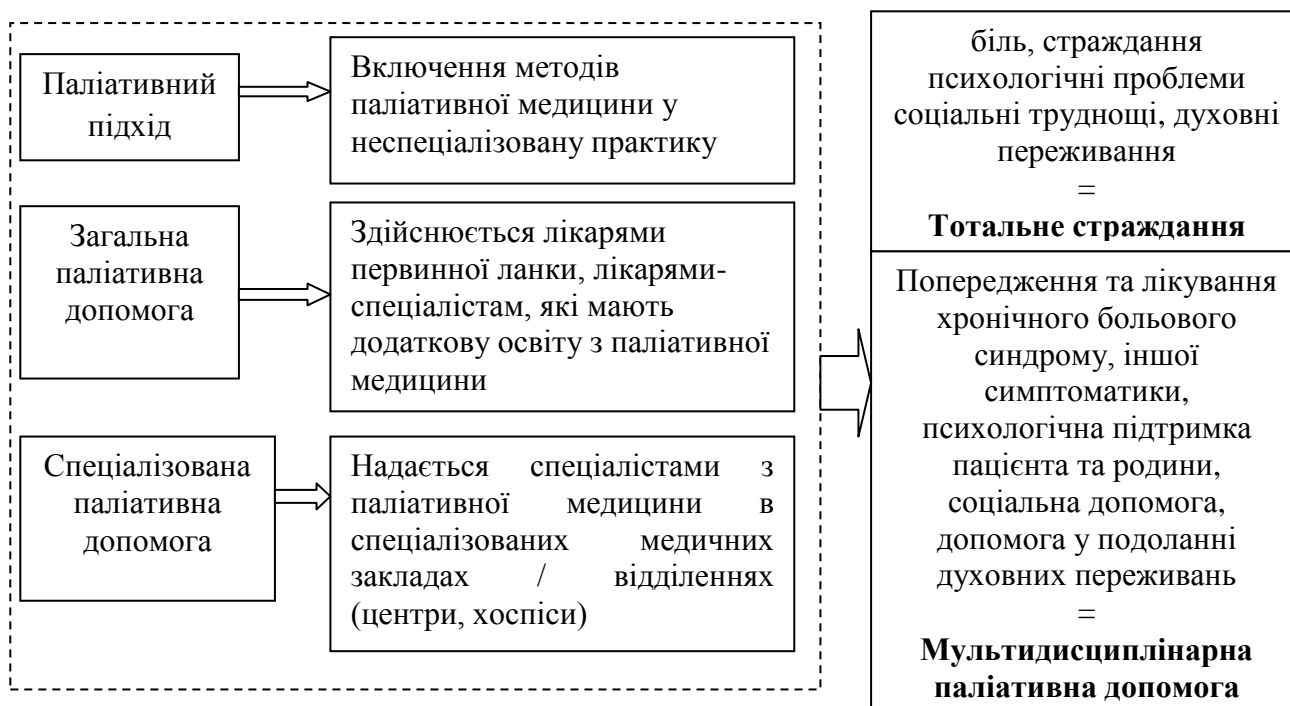 Паліативний
підхід
Включення методів
паліативної медицини у
неспеціалізовану практику
Загальна
паліативна
допомога
Здійснюється лікарями
первинної ланки, лікарями-
спеціалістам, які мають
додаткову освіту з паліативної
медицини
Спеціалізована
паліативна
допомога
Надається спеціалістами з
паліативної медицини в
спеціалізованих медичних
закладах / відділеннях
(центри, хоспіси)
біль, страждання
психологічні проблеми
соціальні труднощі, духовні
переживання
=
Тотальне страждання
Попередження та лікування
хронічного больового
синдрому, іншої
симптоматики,
психологічна підтримка
пацієнта та родини,
соціальна допомога,
допомога у подоланні
духовних переживань
=
Мультидисциплінарна
паліативна допомога